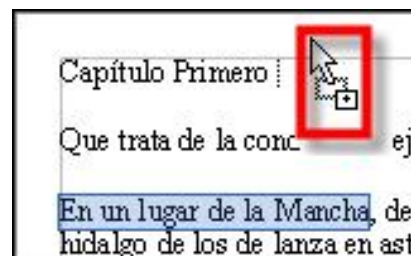 Capítulo Primero
Que trata de la conc ej
En un lugar de la Mancha, de
hidalgo de los de lanza en ast